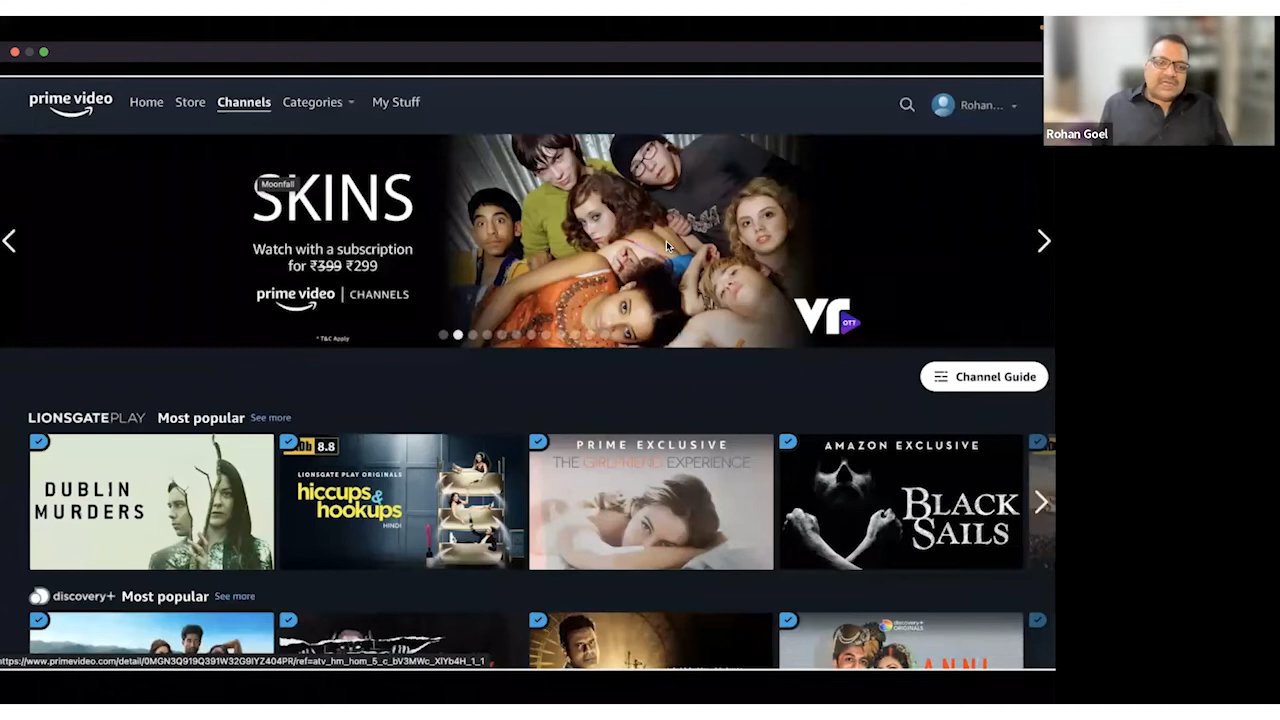 prime video
Home Store Channels Categories My Stuff
Rohan...
Rohan Goel
Moonfall
SKINS
Watch with a subscription
for ₹399 ₹299
prime video | CHANNELS
* T&C Apply
vr OTT
Channel Guide
LIONSGATE PLAY Most popular See more
DUBLIN
MURDERS
8.8
LIONSGATE PLAY ORIGINALS
hiccups &
hookups
HINDI
PRIME EXCLUSIVE
THE GIRLFRIEND EXPERIENCE
AMAZON EXCLUSIVE
BLACK
SAILS
discovery+ Most popular See more
discovery+
ORIGINALS